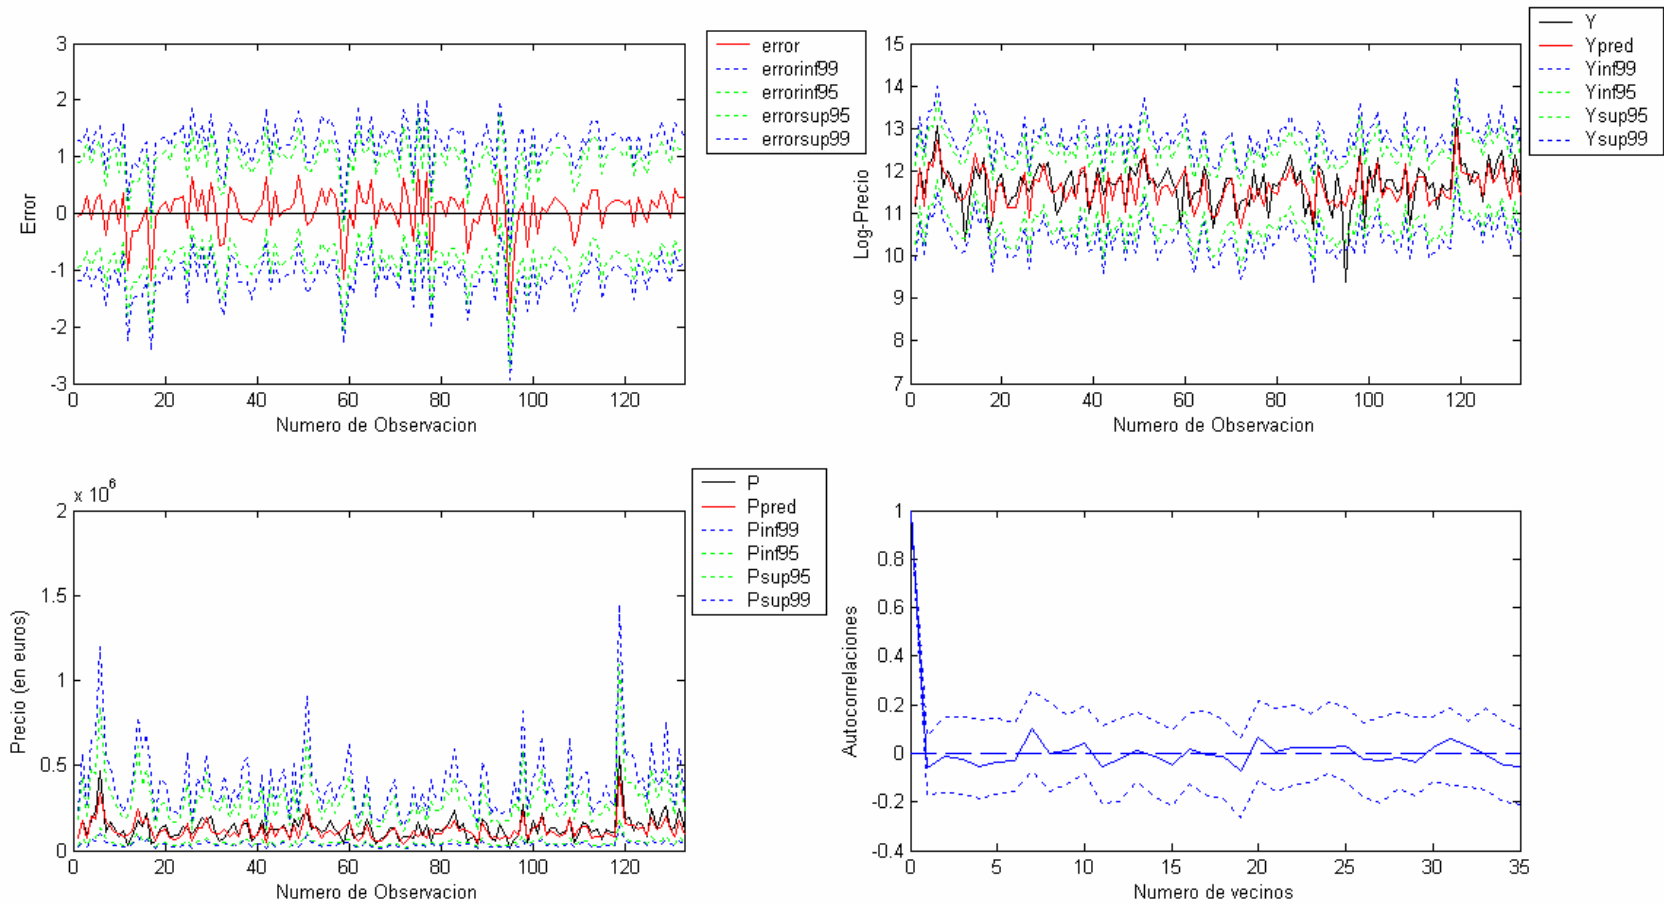 3
2
1
0
-1
-2
-3
0 20 40 60 80 100 120
Error
Numero de Observacion
error
errorinf99
errorinf95
errorsup95
errorsup99
15
14
13
12
11
10
9
8
7
0 20 40 60 80 100 120
Log-Precio
Numero de Observacion
Y
Ypred
Yinf99
Yinf95
Ysup95
Ysup99
x 10^6
2
1.5
1
0.5
0
0 20 40 60 80 100 120
Precio (en euros)
Numero de Observacion
P
Ppred
Pinf99
Pinf95
Psup95
Psup99
1
0.8
0.6
0.4
0.2
0
-0.2
-0.4
0 5 10 15 20 25 30 35
Autocorrelaciones
Numero de vecinos